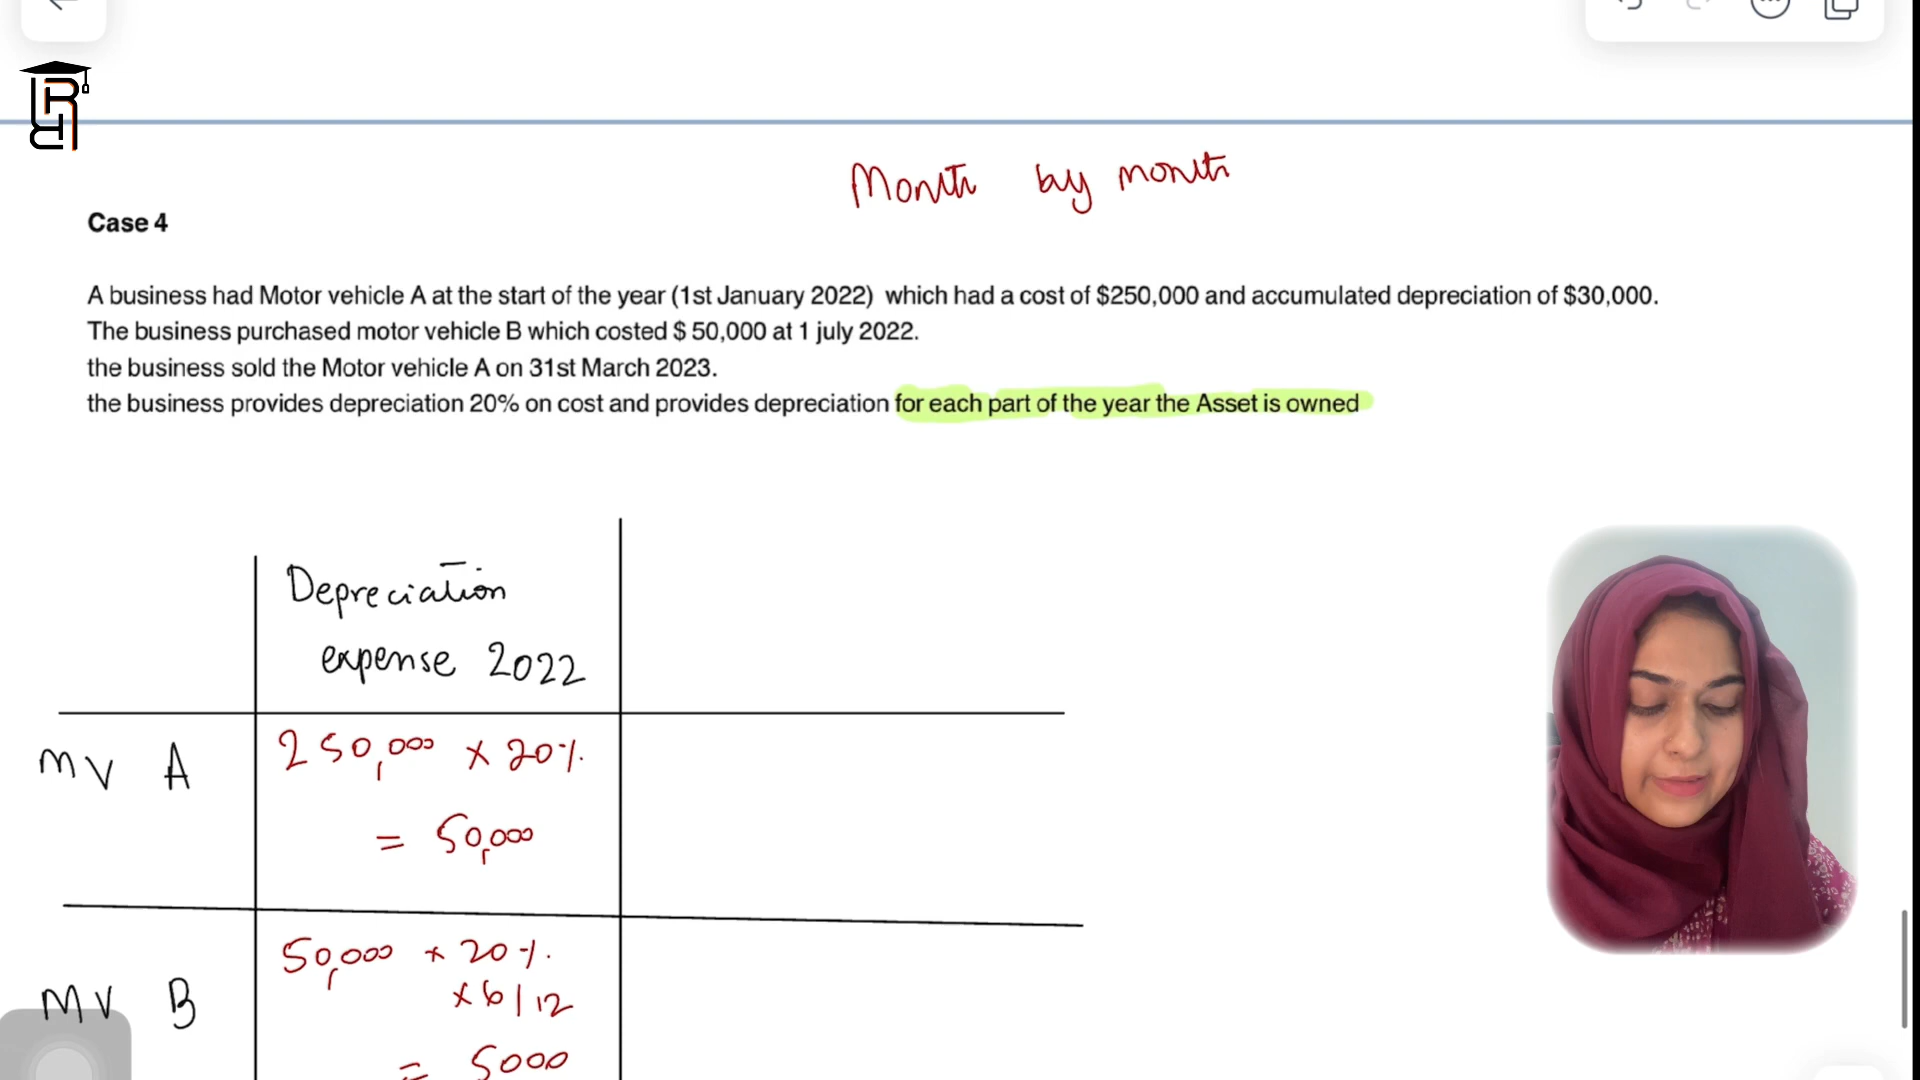 Month by month
Case 4
A business had Motor vehicle A at the start of the year (1st January 2022) which had a cost of $250,000 and accumulated depreciation of $30,000.
The business purchased motor vehicle B which costed $ 50,000 at 1 july 2022.
the business sold the Motor vehicle A on 31st March 2023.
the business provides depreciation 20% on cost and provides depreciation for each part of the year the Asset is owned
Depreciation
expense 2022
MV A
250,000 x 20%
= 50,000
MV B
50,000 x 20%
x 6/12
= 5000